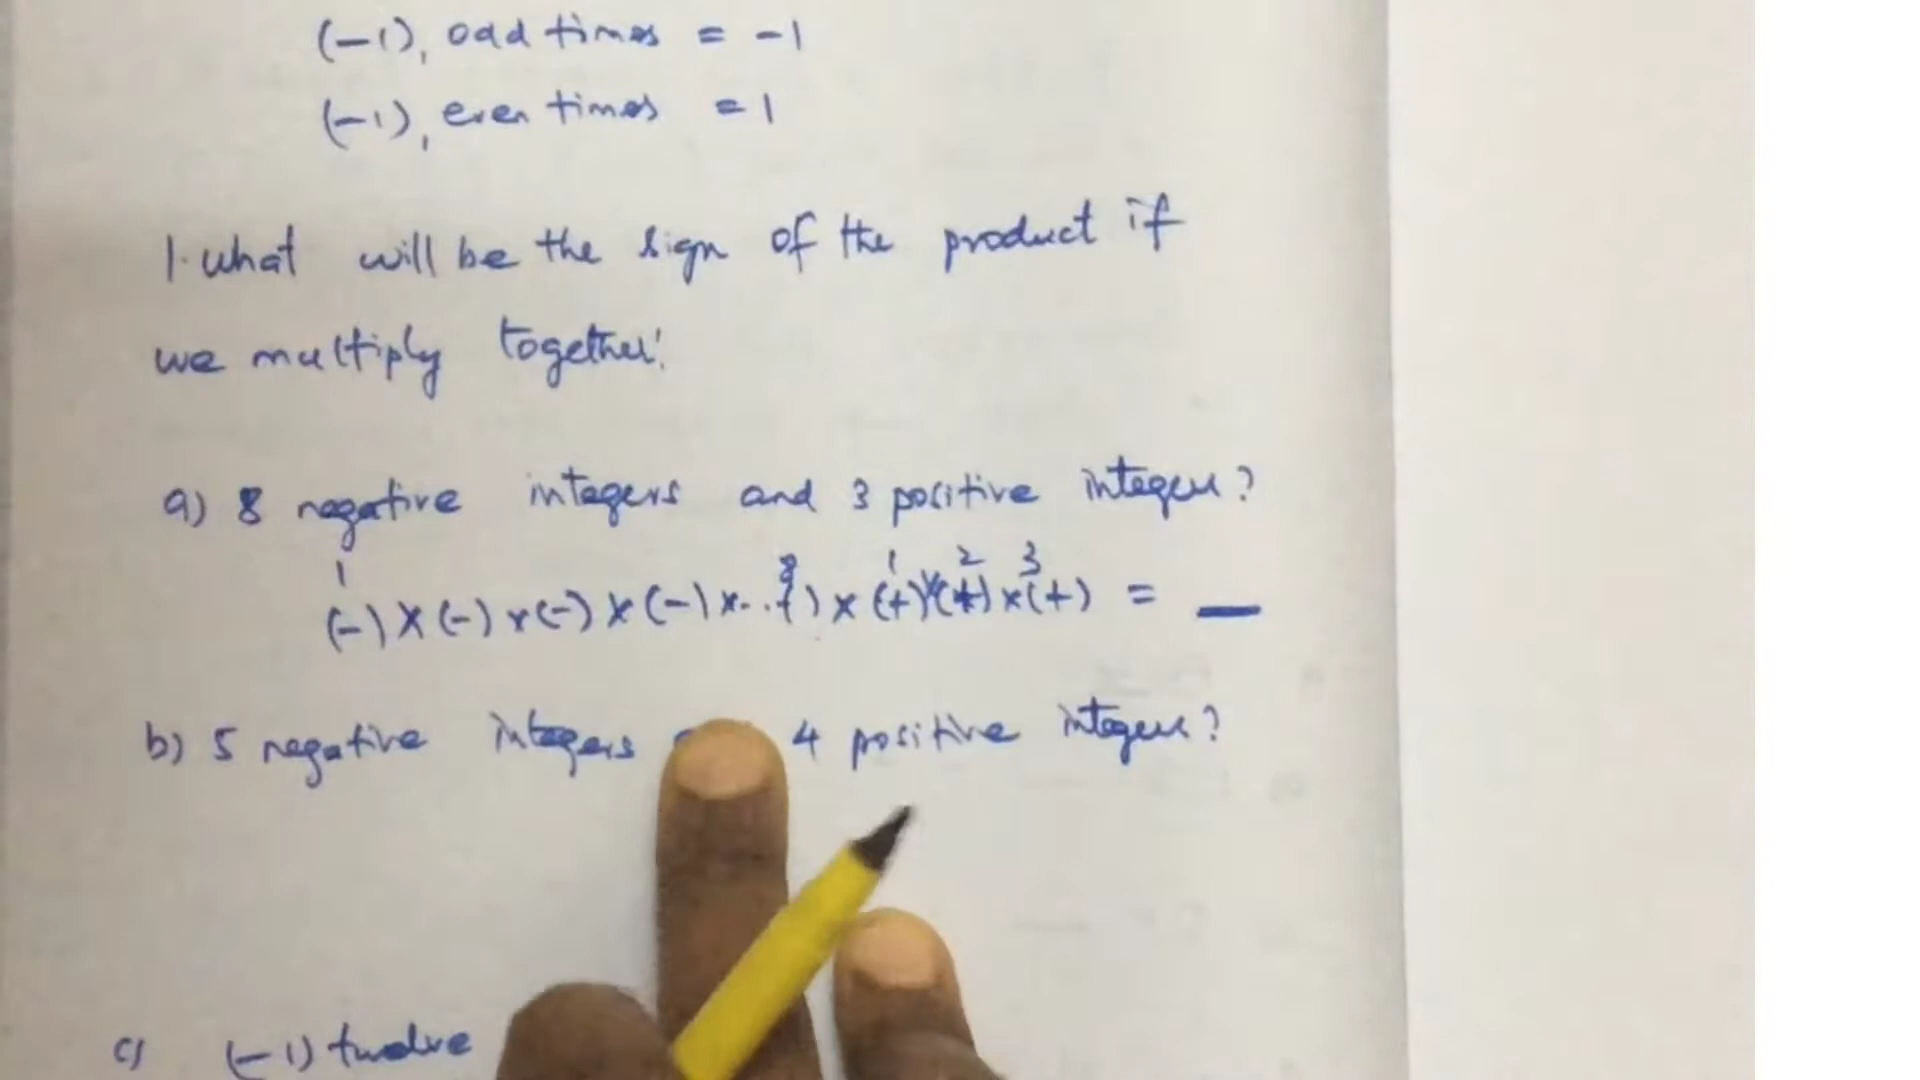 (-1), odd times = -1
(-1), even times = 1
1. what will be the sign of the product if
we multiply together:
a) 8 negative integers and 3 positive integers?
1 8 1 2 3
(-) x (-) x (-) x (-) x ... (-) x (+) x (+) x (+) = —
b) 5 negative integers 4 positive integers?
c) (-1) twelve